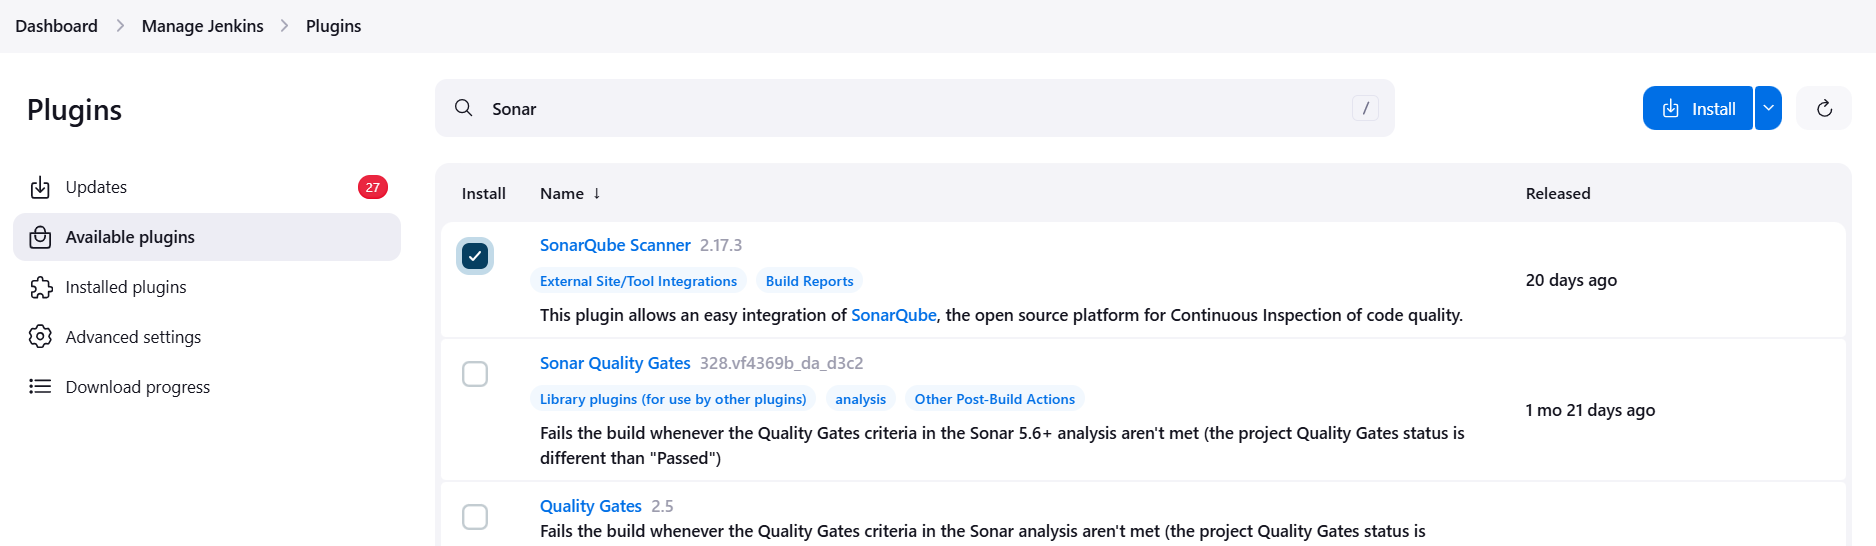 Dashboard > Manage Jenkins > Plugins
Plugins
Updates 27
Available plugins
Installed plugins
Advanced settings
Download progress
Sonar /
Install
Install Name ↓ Released
SonarQube Scanner 2.17.3
External Site/Tool Integrations Build Reports
This plugin allows an easy integration of SonarQube, the open source platform for Continuous Inspection of code quality.
20 days ago
Sonar Quality Gates 328.vf4369b_da_d3c2
Library plugins (for use by other plugins) analysis Other Post-Build Actions
Fails the build whenever the Quality Gates criteria in the Sonar 5.6+ analysis aren't met (the project Quality Gates status is
different than "Passed")
1 mo 21 days ago
Quality Gates 2.5
Fails the build whenever the Quality Gates criteria in the Sonar analysis aren't met (the project Quality Gates status is